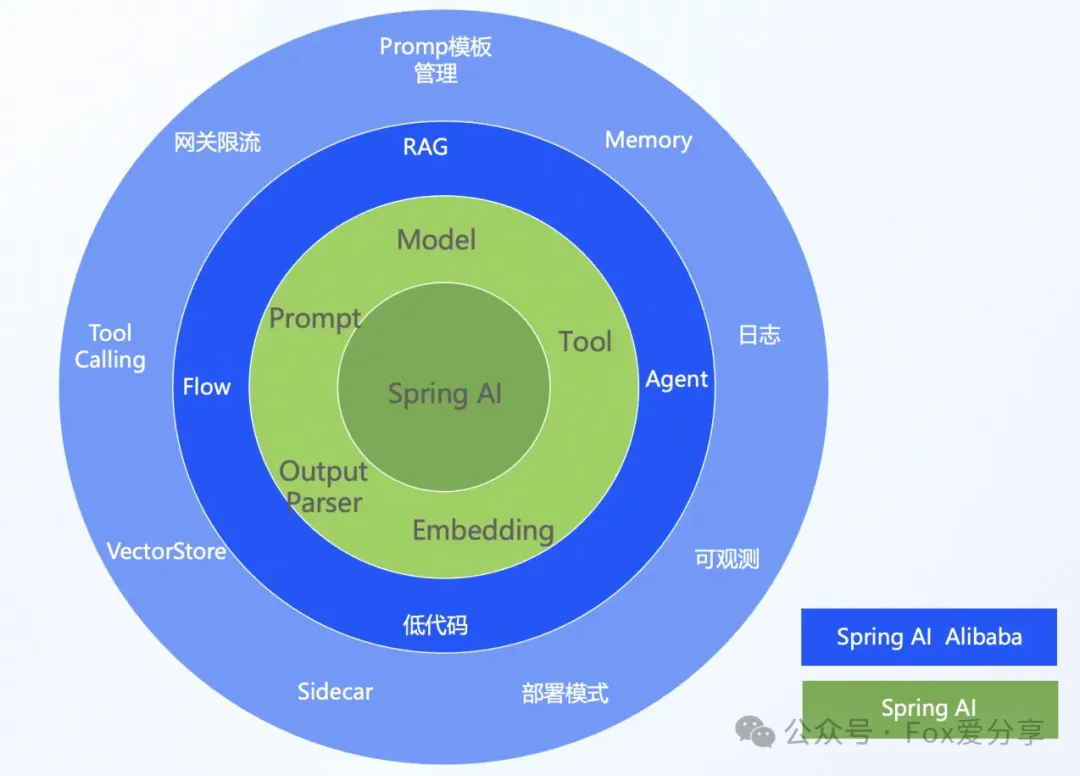 Promp模板
管理
网关限流
Memory
RAG
Model
Prompt
Tool
Tool
Calling
日志
Flow
Spring AI
Agent
Output
Parser
Embedding
VectorStore
可观测
低代码
Sidecar
部署模式
Spring AI Alibaba
Spring AI
公众号 · Fox爱分享